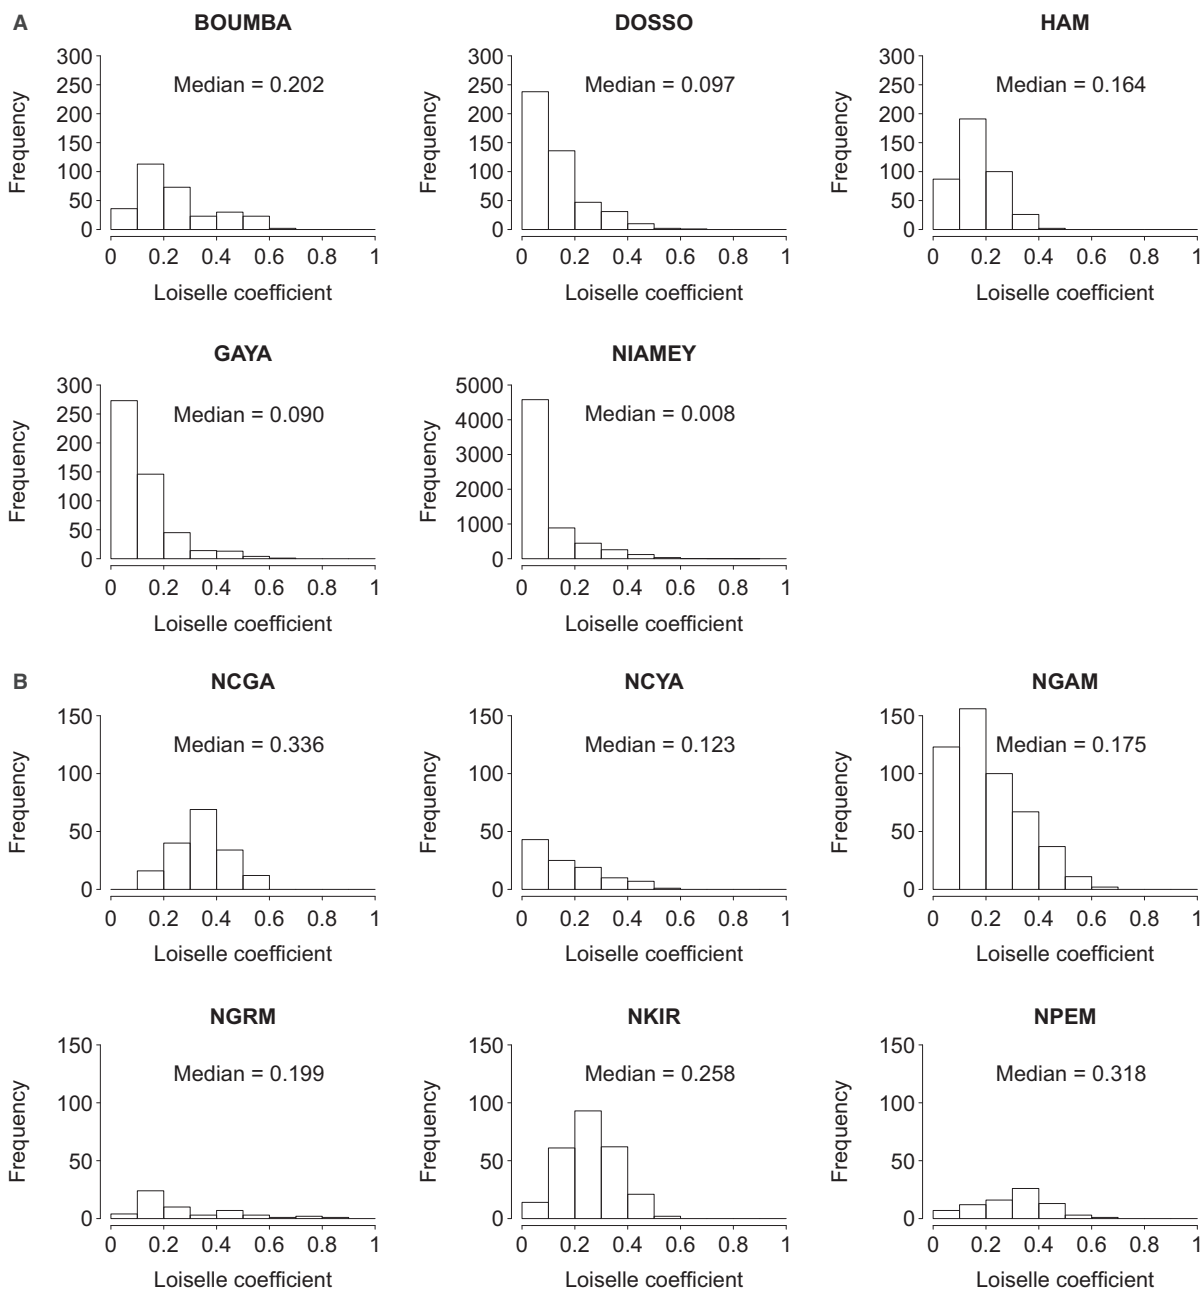 A
BOUMBA
Median = 0.202
Frequency
300
250
200
150
100
50
0
0 0.2 0.4 0.6 0.8 1
Loiselle coefficient
DOSSO
Median = 0.097
Frequency
300
250
200
150
100
50
0
0 0.2 0.4 0.6 0.8 1
Loiselle coefficient
HAM
Median = 0.164
Frequency
300
250
200
150
100
50
0
0 0.2 0.4 0.6 0.8 1
Loiselle coefficient
GAYA
Median = 0.090
Frequency
300
250
200
150
100
50
0
0 0.2 0.4 0.6 0.8 1
Loiselle coefficient
NIAMEY
Median = 0.008
Frequency
5000
4000
3000
2000
1000
0
0 0.2 0.4 0.6 0.8 1
Loiselle coefficient
B
NCGA
Median = 0.336
Frequency
150
100
50
0
0 0.2 0.4 0.6 0.8 1
Loiselle coefficient
NCYA
Median = 0.123
Frequency
150
100
50
0
0 0.2 0.4 0.6 0.8 1
Loiselle coefficient
NGAM
Median = 0.175
Frequency
150
100
50
0
0 0.2 0.4 0.6 0.8 1
Loiselle coefficient
NGRM
Median = 0.199
Frequency
150
100
50
0
0 0.2 0.4 0.6 0.8 1
Loiselle coefficient
NKIR
Median = 0.258
Frequency
150
100
50
0
0 0.2 0.4 0.6 0.8 1
Loiselle coefficient
NPEM
Median = 0.318
Frequency
150
100
50
0
0 0.2 0.4 0.6 0.8 1
Loiselle coefficient